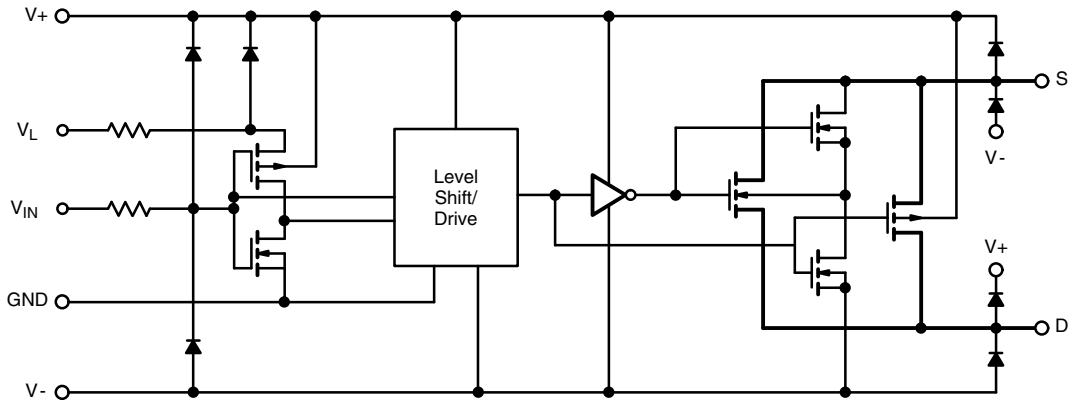 V+
S
V-
VL
Level
Shift/
Drive
VIN
V+
GND
D
V-